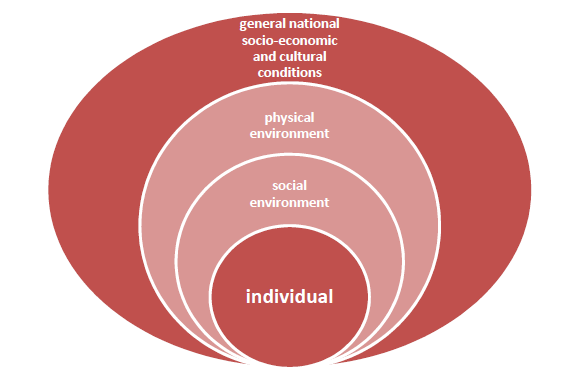 general national
socio-economic
and cultural
conditions
physical
environment
social
environment
individual